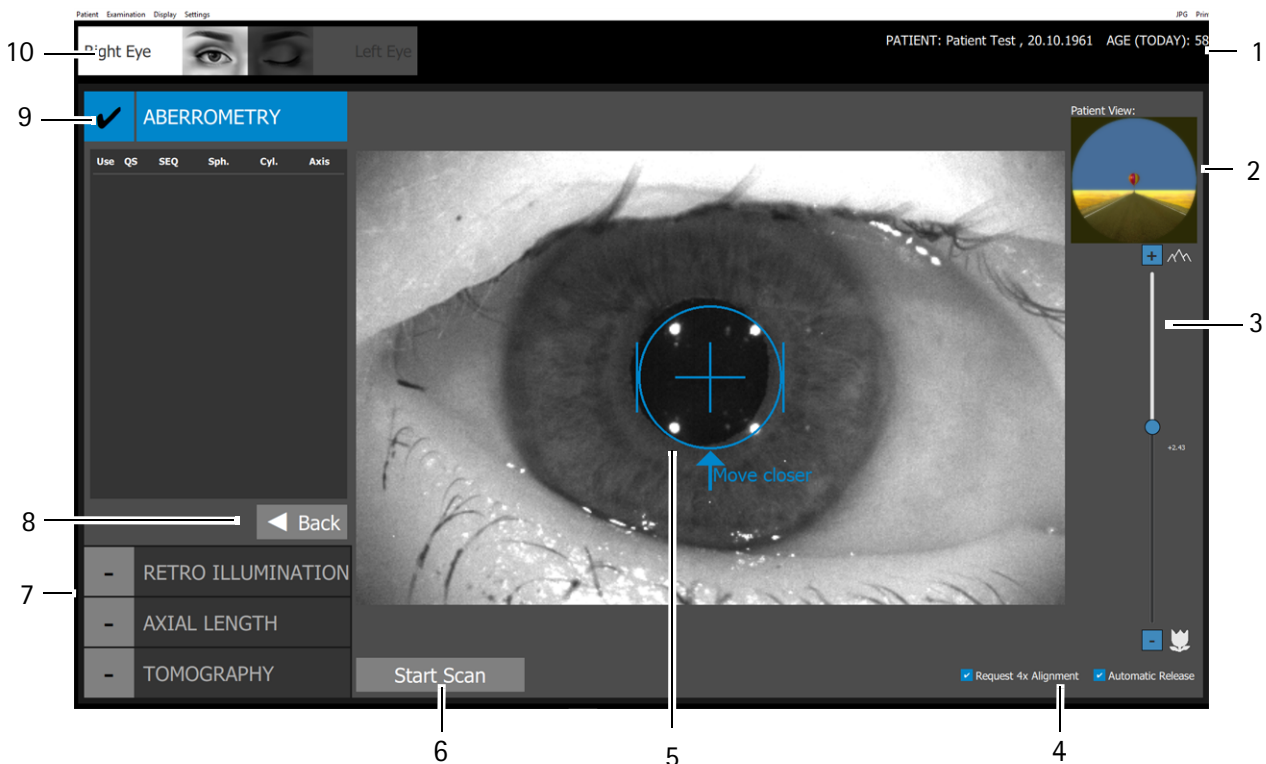 Patient Examination Display Settings JPG Prin
10 Right Eye Left Eye PATIENT: Patient Test , 20.10.1961 AGE (TODAY): 58 1
9 ABERROMETRY Patient View:
Use QS SEQ Sph. Cyl. Axis
2
+
3
+2.43
Move closer
8 Back
- RETRO ILLUMINATION
7
- AXIAL LENGTH
-
- TOMOGRAPHY Start Scan Request 4x Alignment Automatic Release
6 5 4